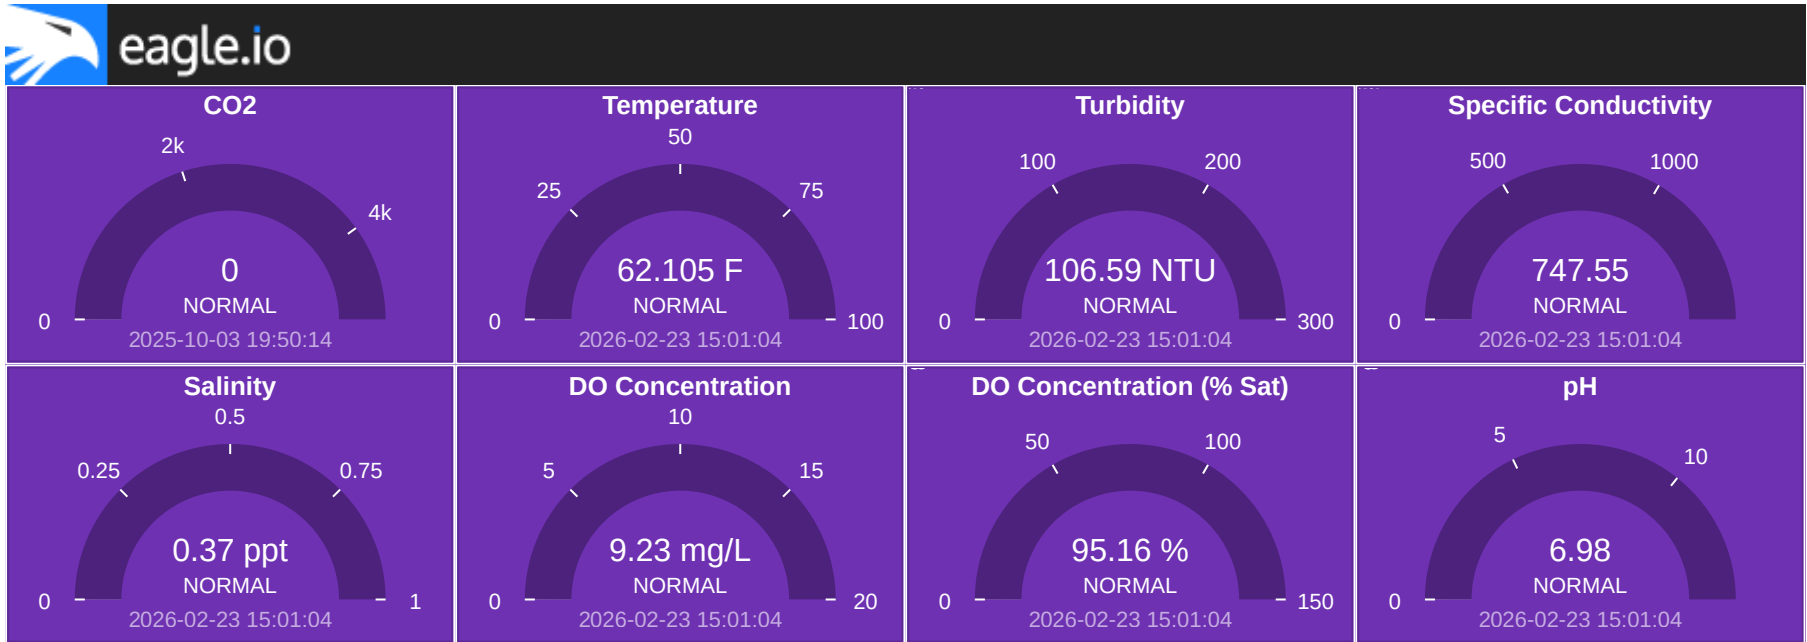 eagle.io
CO2
2k
4k
0
0
NORMAL
2025-10-03 19:50:14
Temperature
50
25
75
62.105 F
NORMAL
0
100
2026-02-23 15:01:04
Turbidity
100
200
106.59 NTU
NORMAL
0
300
2026-02-23 15:01:04
Specific Conductivity
500
1000
747.55
NORMAL
0
2026-02-23 15:01:04
Salinity
0.5
0.25
0.75
0.37 ppt
NORMAL
0
1
2026-02-23 15:01:04
DO Concentration
10
5
15
9.23 mg/L
NORMAL
0
20
2026-02-23 15:01:04
DO Concentration (% Sat)
50
100
95.16 %
NORMAL
0
150
2026-02-23 15:01:04
pH
5
10
6.98
NORMAL
0
2026-02-23 15:01:04